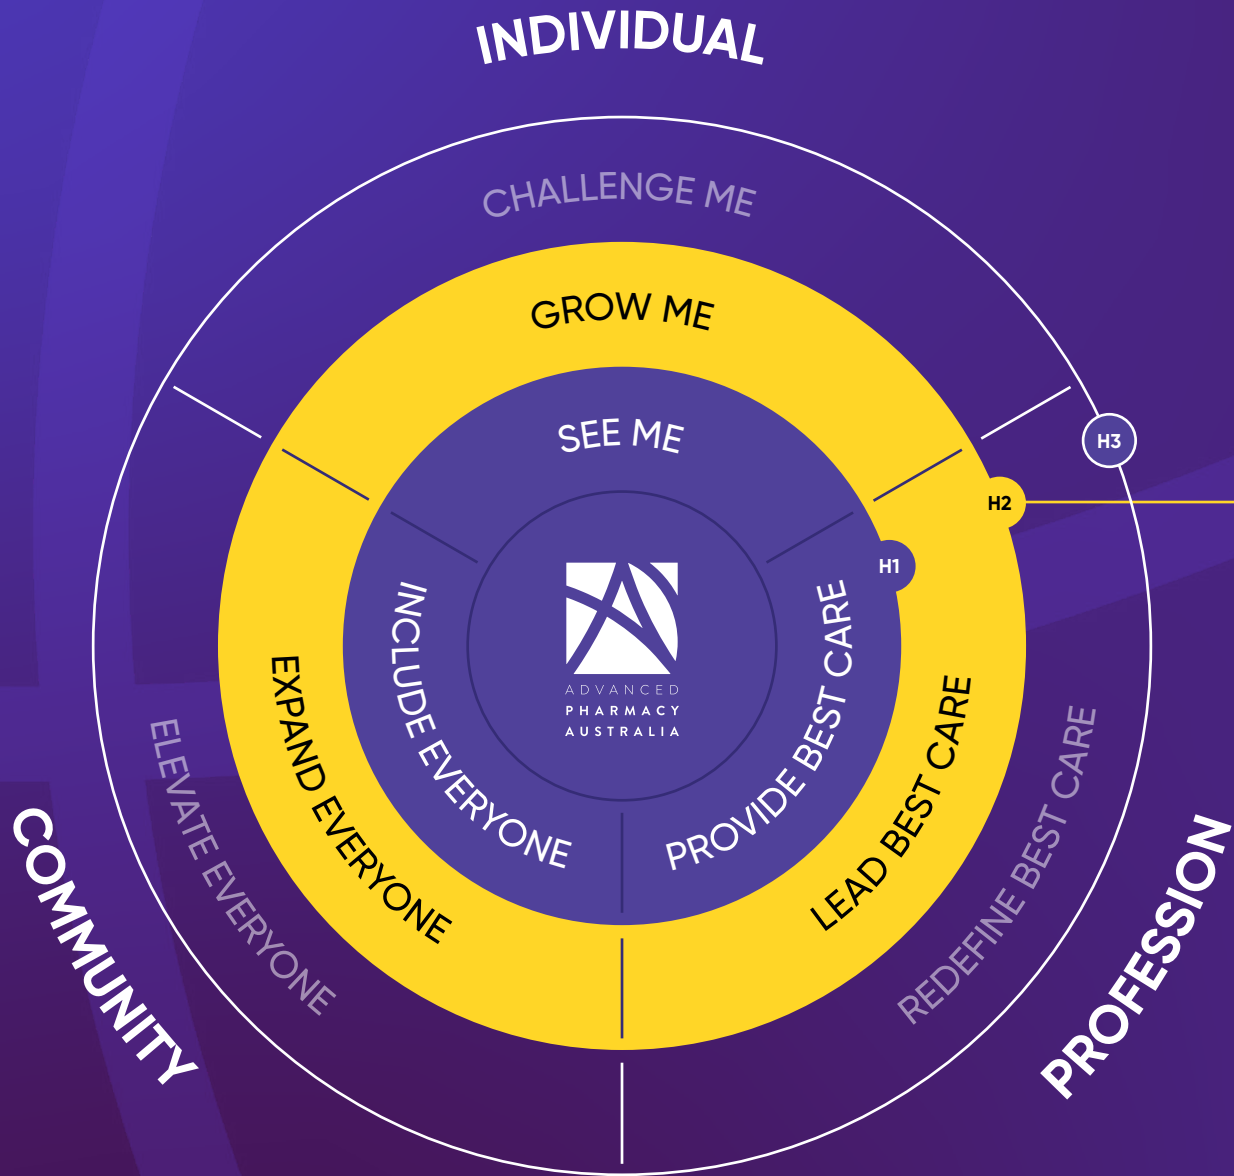 INDIVIDUAL
CHALLENGE ME
GROW ME
SEE ME
H3
H2
H1
INCLUDE EVERYONE
PROVIDE BEST CARE
ADVANCED
PHARMACY
AUSTRALIA
EXPAND EVERYONE
LEAD BEST CARE
ELEVATE EVERYONE
REDEFINE BEST CARE
COMMUNITY
PROFESSION